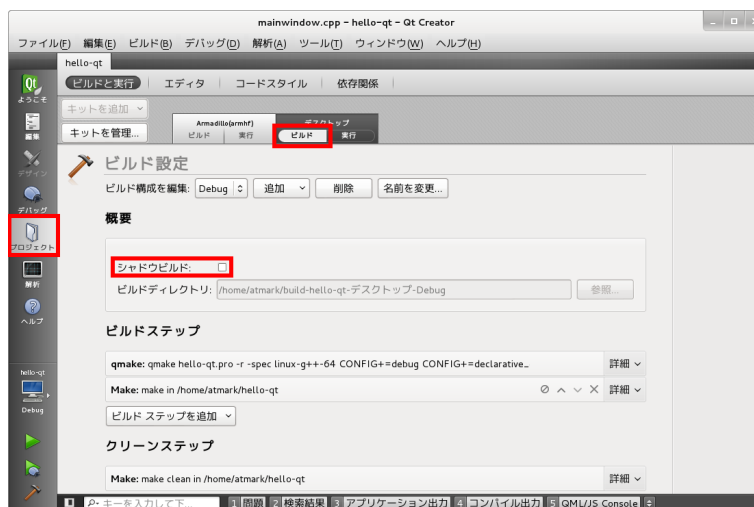 mainwindow.cpp - hello-qt - Qt Creator
ファイル(F) 編集(E) ビルド(B) デバッグ(D) 解析(A) ツール(T) ウィンドウ(W) ヘルプ(H)
hello-qt
ビルドと実行 エディタ コードスタイル 依存関係
ようこそ
キットを追加
キットを管理...
Armadillo(armhf)
ビルド 実行
デスクトップ
ビルド 実行
編集
デザイン
デバッグ
プロジェクト
解析
ヘルプ
hello-qt
Debug
ビルド設定
ビルド構成を編集: Debug 追加 削除 名前を変更...
概要
シャドウビルド:
ビルドディレクトリ: /home/atmark/build-hello-qt-デスクトップ-Debug 参照...
ビルドステップ
qmake: qmake hello-qt.pro -r -spec linux-g++-64 CONFIG+=debug CONFIG+=declarative… 詳細
Make: make in /home/atmark/hello-qt 詳細
ビルド ステップを追加
クリーンステップ
Make: make clean in /home/atmark/hello-qt 詳細
キーを入力して下... 1 問題 2 検索結果 3 アプリケーション出力 4 コンパイル出力 5 QML/JS Console